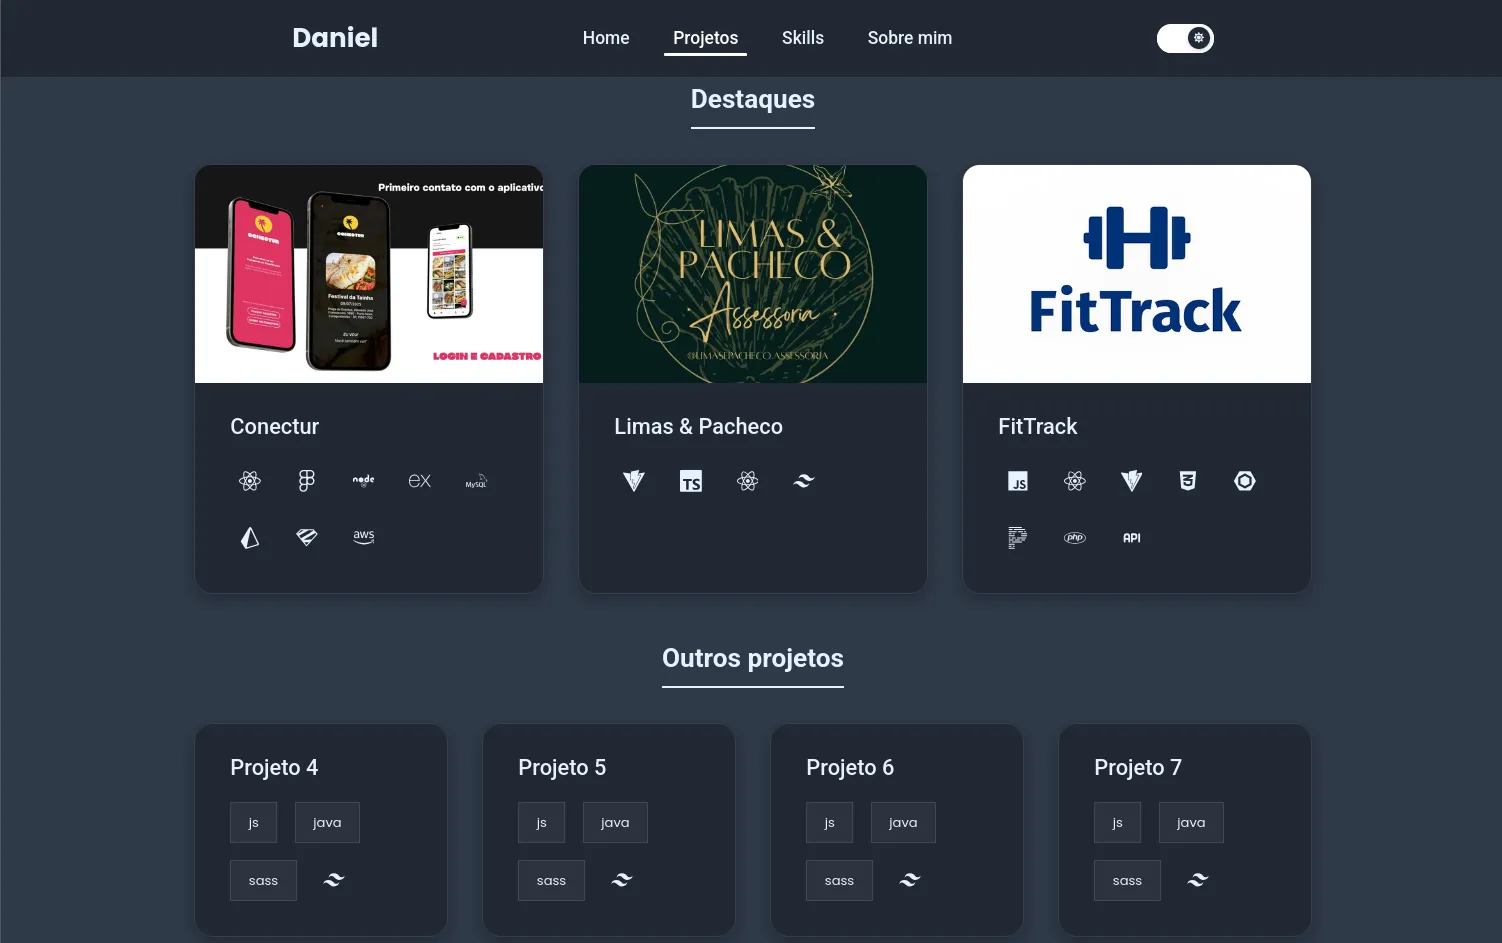 Daniel
Home
Projetos
Skills
Sobre mim
Destaques
Primeiro contato com o aplicativo
CONECTUR
CONECTUR
Festival da Tainha
LOGIN E CADASTRO
LIMAS &
PACHECO
Assessoria
@LIMASEPACHECO.ASSESSORIA
FitTrack
Conectur
node
ex
MySQL
aws
Limas & Pacheco
TS
FitTrack
JS
php
API
Outros projetos
Projeto 4
js
java
sass
Projeto 5
js
java
sass
Projeto 6
js
java
sass
Projeto 7
js
java
sass